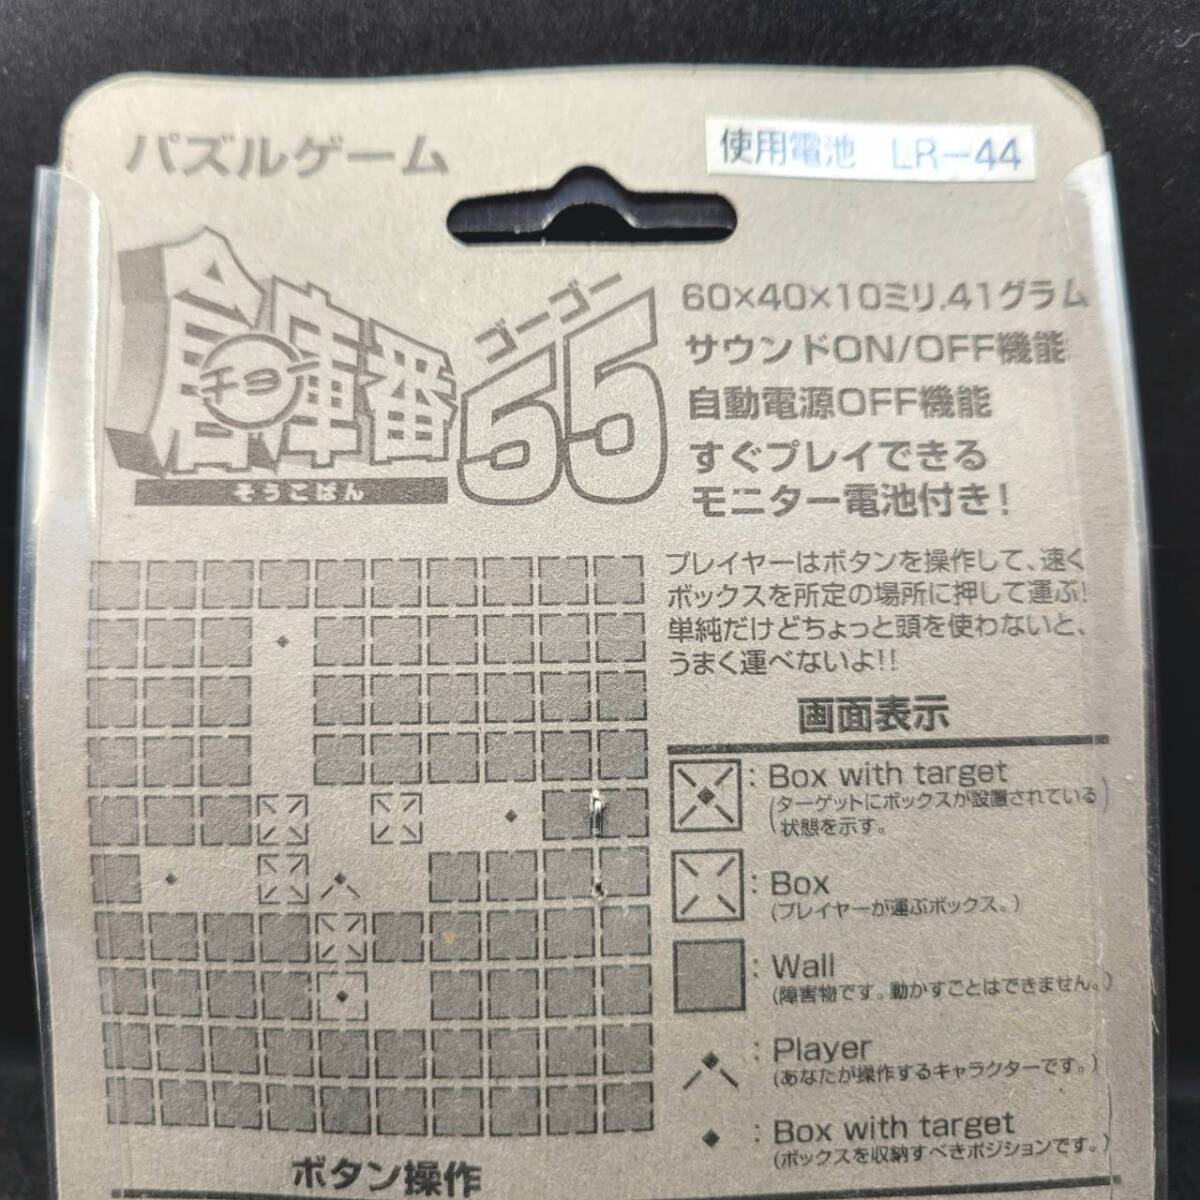 パズルゲーム
使用電池 LR-44
倉庫番
チョー
ゴーゴー
55
そうこばん
60×40×10ミリ.41グラム
サウンドON/OFF機能
自動電源OFF機能
すぐプレイできる
モニター電池付き!
プレイヤーはボタンを操作して、速く
ボックスを所定の場所に押して運ぶ!
単純だけどちょっと頭を使わないと、
うまく運べないよ!!
画面表示
: Box with target
(ターゲットにボックスが設置されている
状態を示す。)
: Box
(プレイヤーが運ぶボックス。)
: Wall
(障害物です。動かすことはできません。)
: Player
(あなたが操作するキャラクターです。)
: Box with target
(ボックスを収納すべきポジションです。)
ボタン操作